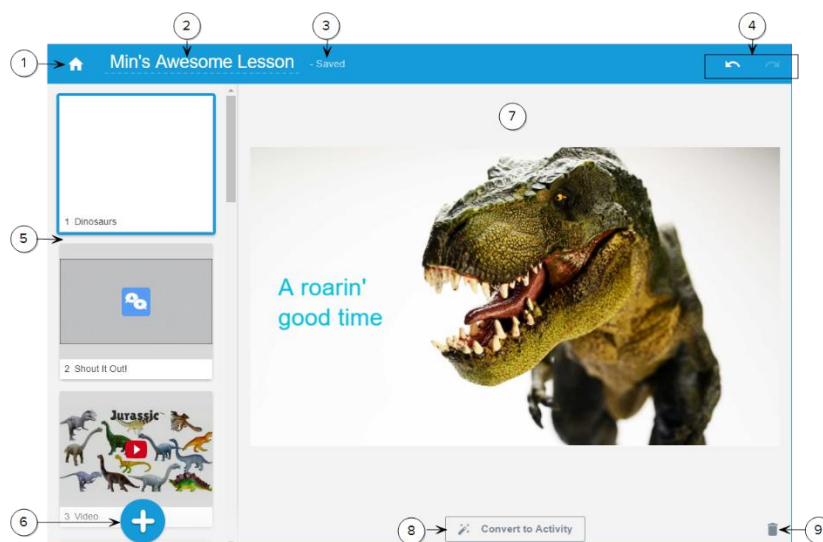 2
3
4
1
Min's Awesome Lesson - Saved
7
1 Dinosaurs
5
A roarin'
good time
2 Shout It Out!
Jurassic
3 Video
6
8
Convert to Activity
9